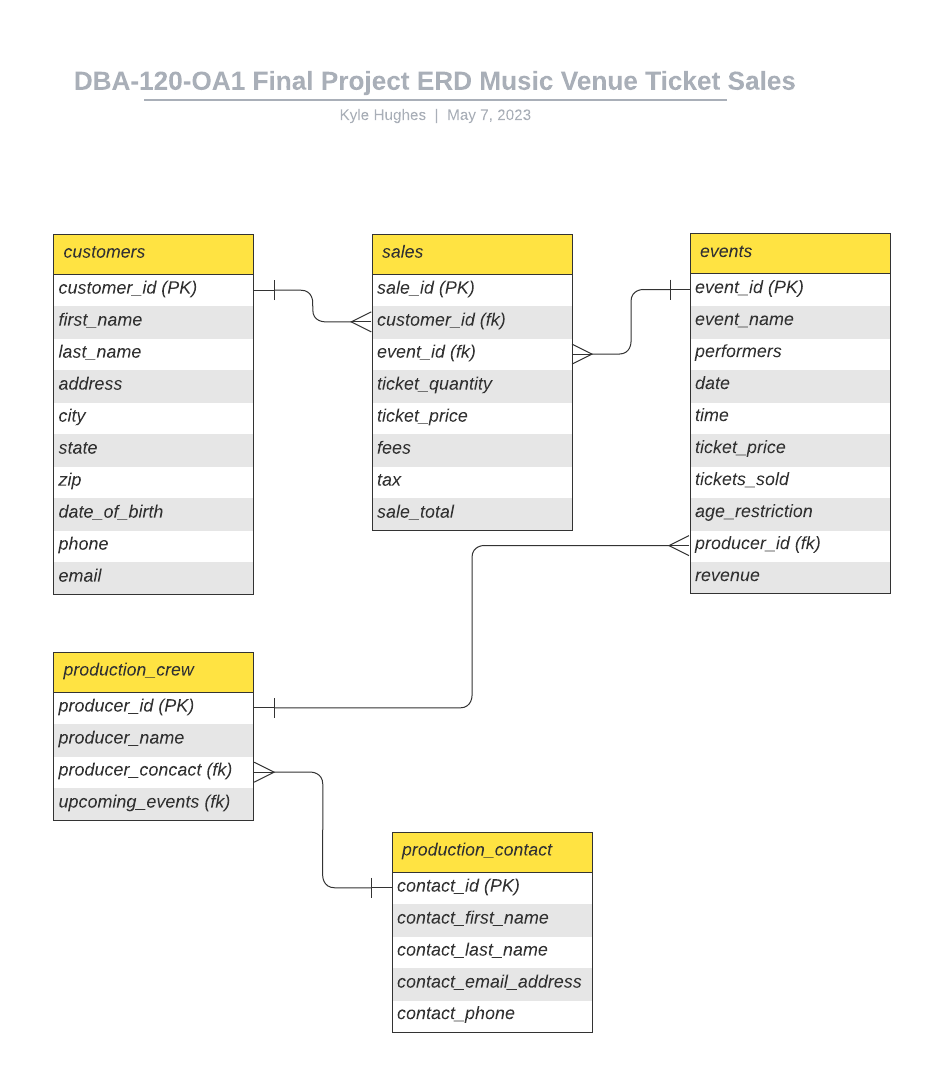 DBA-120-OA1 Final Project ERD Music Venue Ticket Sales
Kyle Hughes | May 7, 2023
customers
customer_id (PK)
first_name
last_name
address
city
state
zip
date_of_birth
phone
email
sales
sale_id (PK)
customer_id (fk)
event_id (fk)
ticket_quantity
ticket_price
fees
tax
sale_total
events
event_id (PK)
event_name
performers
date
time
ticket_price
tickets_sold
age_restriction
producer_id (fk)
revenue
production_crew
producer_id (PK)
producer_name
producer_concact (fk)
upcoming_events (fk)
production_contact
contact_id (PK)
contact_first_name
contact_last_name
contact_email_address
contact_phone